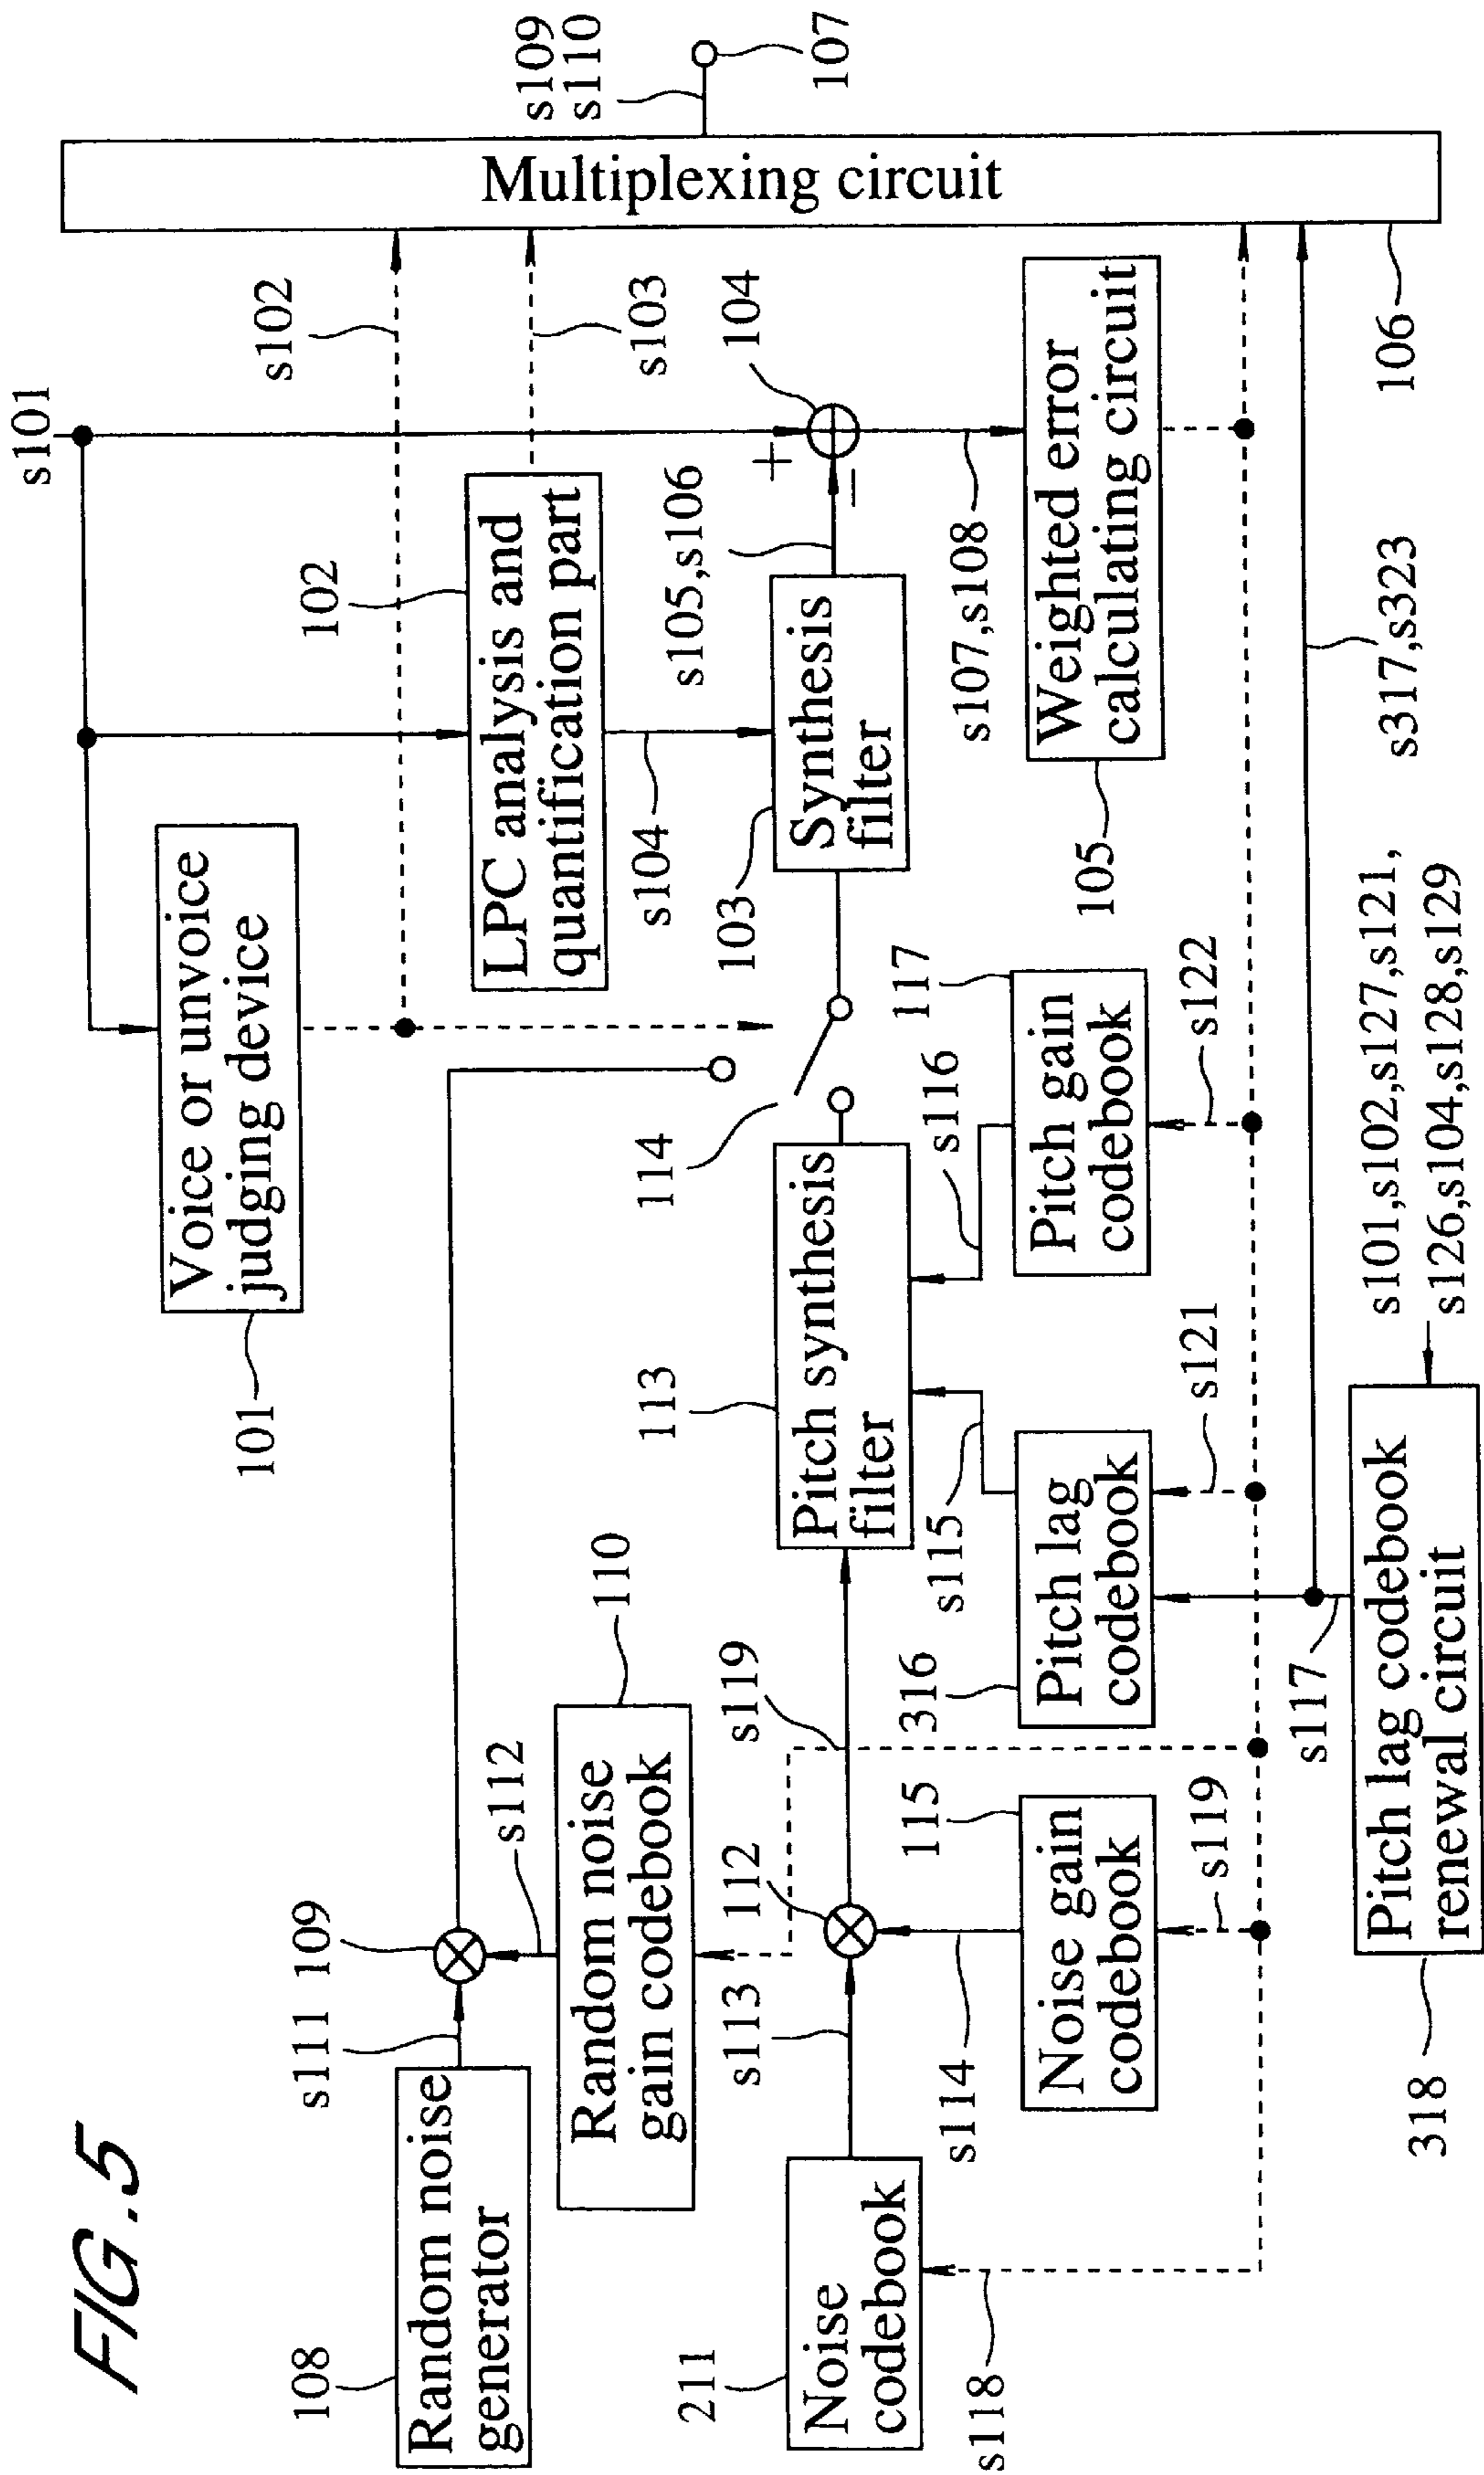 FIG.5
s101
Voice or unvoice
judging device
101
s102
102
LPC analysis and
quantification part
s103
s109
s110
107
Multiplexing circuit
106
108
Random noise
generator
s111
109
s112
Random noise
gain codebook
110
114
s104
103
Synthesis
filter
s105,s106
104
+
−
s107,s108
Weighted error
calculating circuit
105
211
Noise
codebook
s113
112
s119
113
Pitch synthesis
filter
s118
s114
115
Noise gain
codebook
s119
316
s115
Pitch lag
codebook
s121
s116
117
Pitch gain
codebook
s122
s117
s317,s323
318
Pitch lag codebook
renewal circuit
s101,s102,s127,s121,
s126,s104,s128,s129